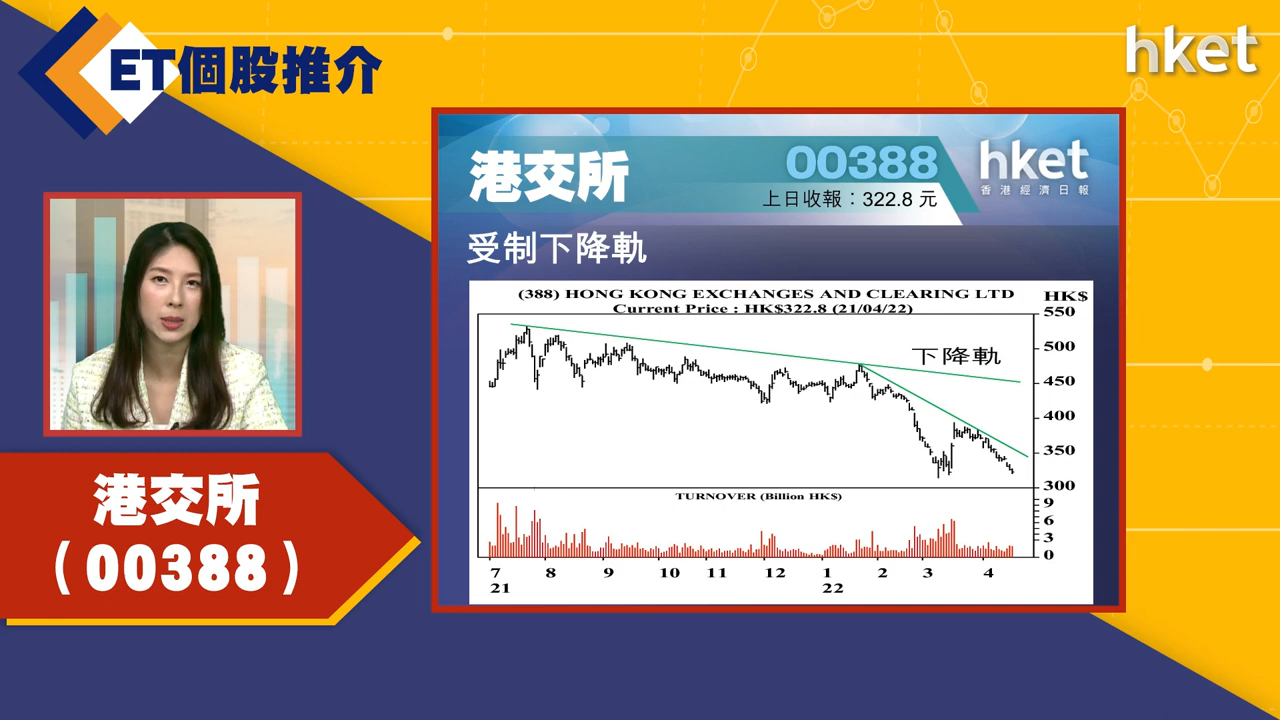 ET個股推介
hket
港交所
00388
上日收報：322.8 元
hket
香港經濟日報
受制下降軌
(388) HONG KONG EXCHANGES AND CLEARING LTD
HK$
Current Price : HK$322.8 (21/04/22)
550
500
下降軌
450
400
350
300
TURNOVER (Billion HK$)
9
6
3
0
7 8 9 10 11 12 1 2 3 4
21 22
港交所
（00388）